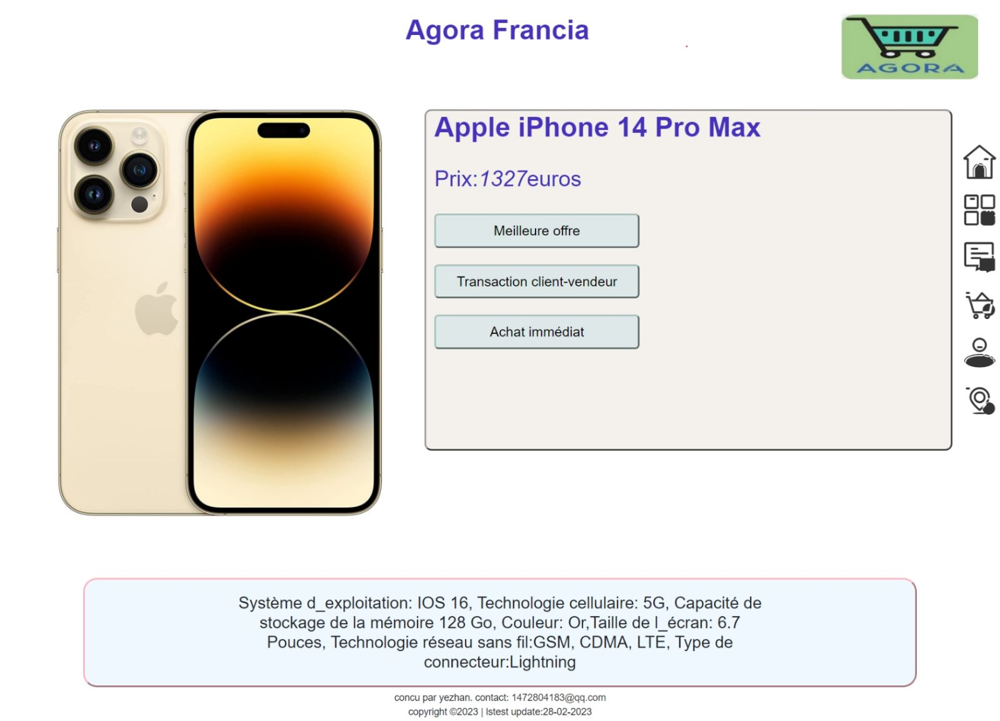 Agora Francia
AGORA
Apple iPhone 14 Pro Max
Prix:1327euros
Meilleure offre
Transaction client-vendeur
Achat immédiat
Système d_exploitation: IOS 16, Technologie cellulaire: 5G, Capacité de
stockage de la mémoire 128 Go, Couleur: Or,Taille de l_écran: 6.7
Pouces, Technologie réseau sans fil:GSM, CDMA, LTE, Type de
connecteur:Lightning
concu par yezhan. contact: 1472804183@qq.com
copyright ©2023 | lstest update:28-02-2023